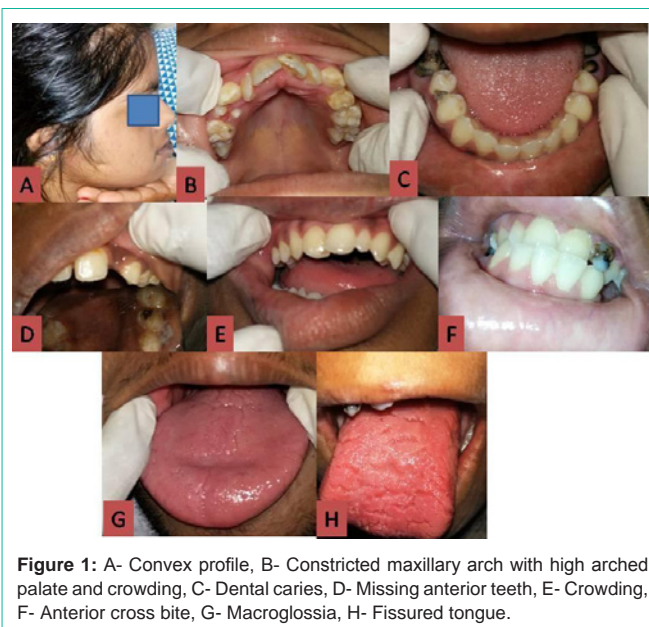 A
B
C
D
E
F
G
H
Figure 1: A- Convex profile, B- Constricted maxillary arch with high arched
palate and crowding, C- Dental caries, D- Missing anterior teeth, E- Crowding,
F- Anterior cross bite, G- Macroglossia, H- Fissured tongue.